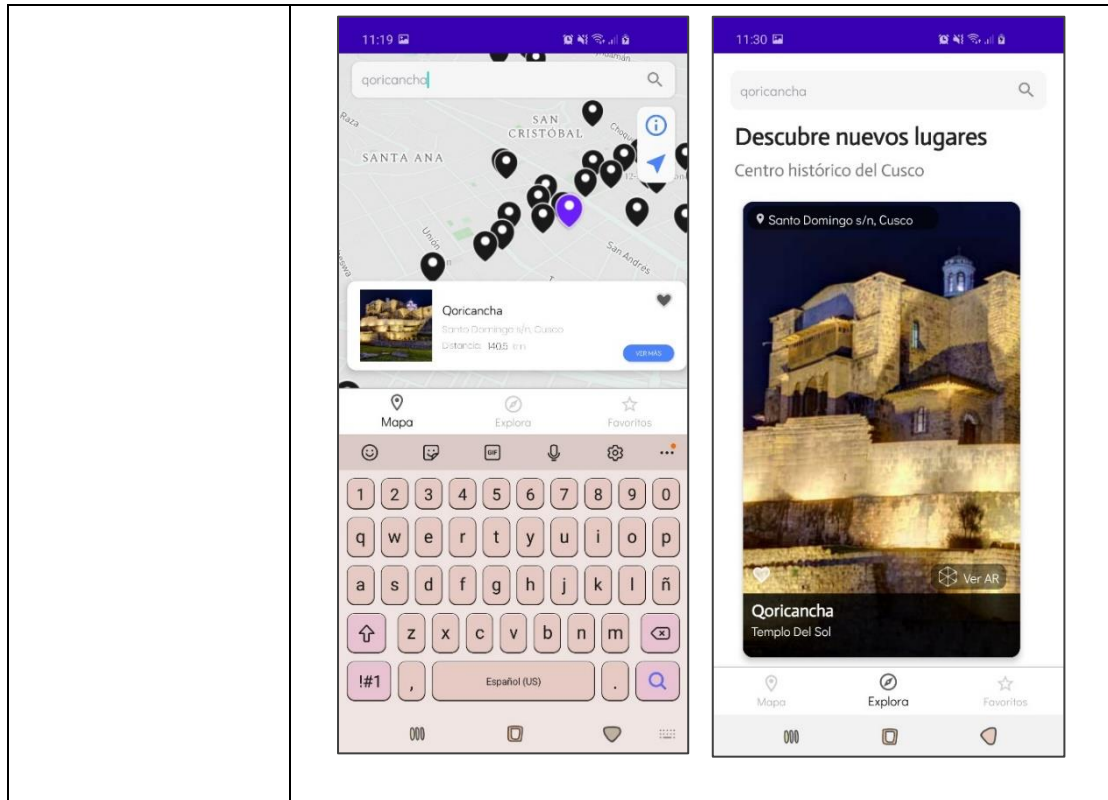 11:19
qoricancha
Raza
SAN
CRISTÓBAL
SANTA ANA
Unión
San Andrés
Qoricancha
Santo Domingo s/n, Cusco
Distancia: 140.5 mn
VER MÁS
Mapa
Explora
Favoritos
GIF
1 2 3 4 5 6 7 8 9 0
q w e r t y u i o p
a s d f g h j k l ñ
z x c v b n m
!#1 , Español (US) .
11:30
qoricancha
Descubre nuevos lugares
Centro histórico del Cusco
Santo Domingo s/n, Cusco
Ver AR
Qoricancha
Templo Del Sol
Mapa
Explora
Favoritos